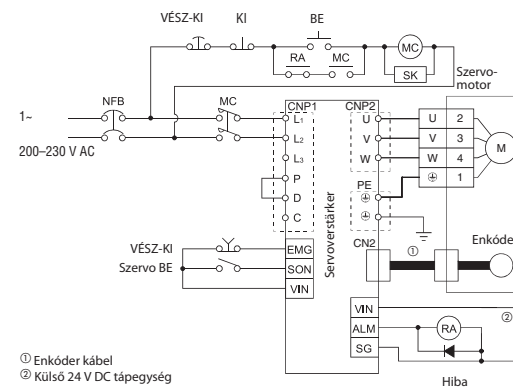 VÉSZ-KI KI BE
RA MC
MC
SK
Szervo-
motor
NFB MC CNP1 CNP2
1~
200–230 V AC
L1 U U 2
L2 V V 3
L3 W W 4
M
P PE 1
D
C
Servoverstärker
CN2 Enkóde
①
VÉSZ-KI EMG
Szervo BE SON
VIN
VIN
②
ALM RA
SG
① Enkóder kábel
② Külső 24 V DC tápegység
Hiba